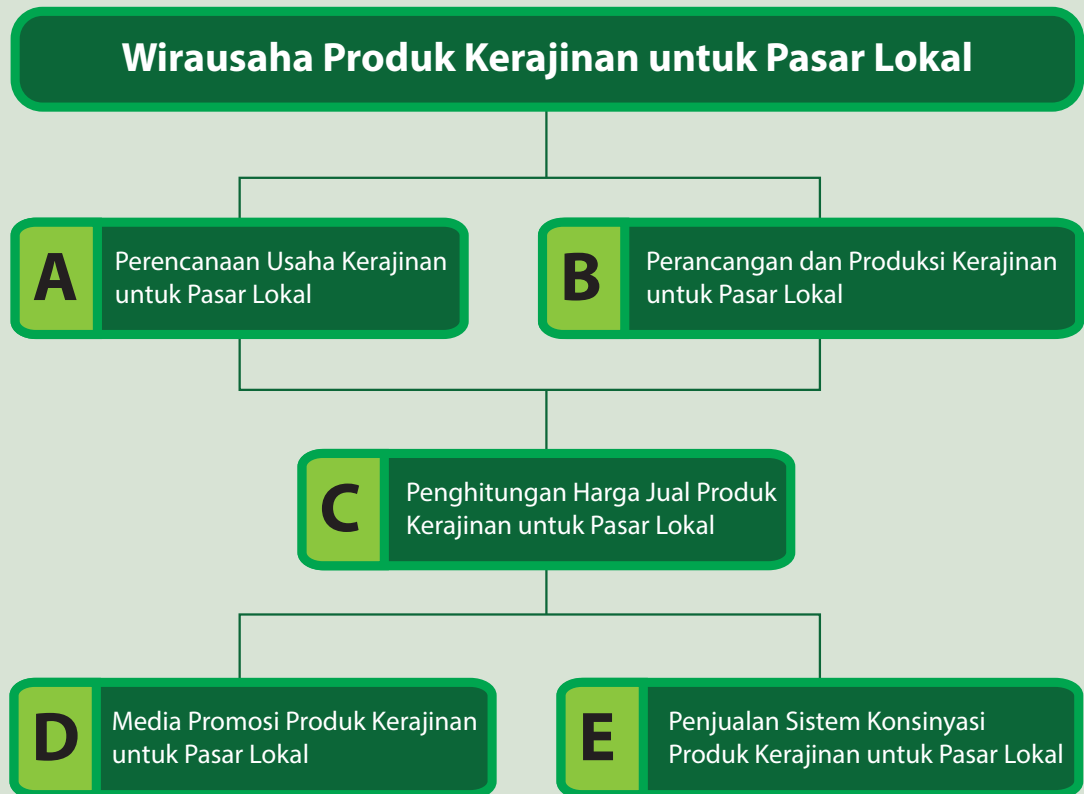 Wirausaha Produk Kerajinan untuk Pasar Lokal
A
Perencanaan Usaha Kerajinan
untuk Pasar Lokal
B
Perancangan dan Produksi Kerajinan
untuk Pasar Lokal
C
Penghitungan Harga Jual Produk
Kerajinan untuk Pasar Lokal
D
Media Promosi Produk Kerajinan
untuk Pasar Lokal
E
Penjualan Sistem Konsinyasi
Produk Kerajinan untuk Pasar Lokal